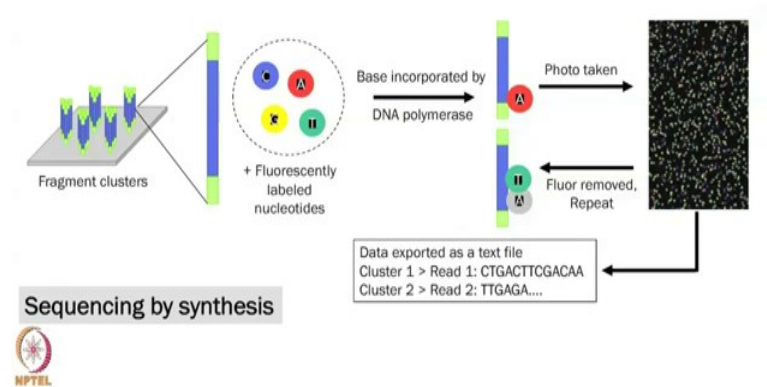 Fragment clusters
C
A
G
T
+ Fluorescently
labeled
nucleotides
Base incorporated by
DNA polymerase
A
Photo taken
T
A
Fluor removed,
Repeat
Data exported as a text file
Cluster 1 > Read 1: CTGACTTCGACAA
Cluster 2 > Read 2: TTGAGA....
Sequencing by synthesis
NPTEL